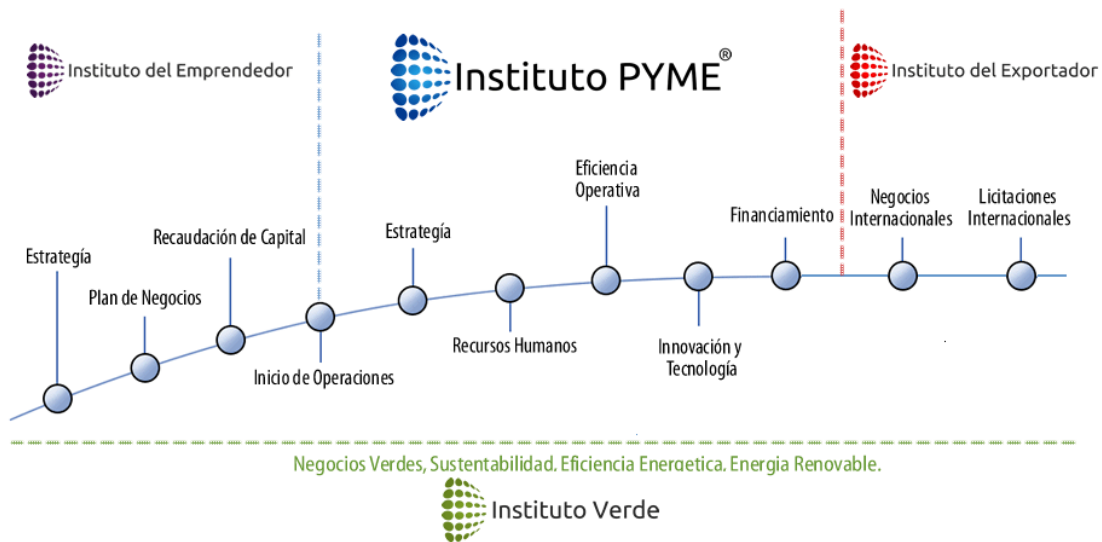 Instituto del Emprendedor
Instituto PYME®
Instituto del Exportador
Estrategía
Plan de Negocios
Recaudación de Capital
Inicio de Operaciones
Estrategía
Recursos Humanos
Eficiencia
Operativa
Innovación y
Tecnología
Financiamiento
Negocios
Internacionales
Licitaciones
Internacionales
Negocios Verdes, Sustentabilidad, Eficiencia Energetica, Energia Renovable.
Instituto Verde